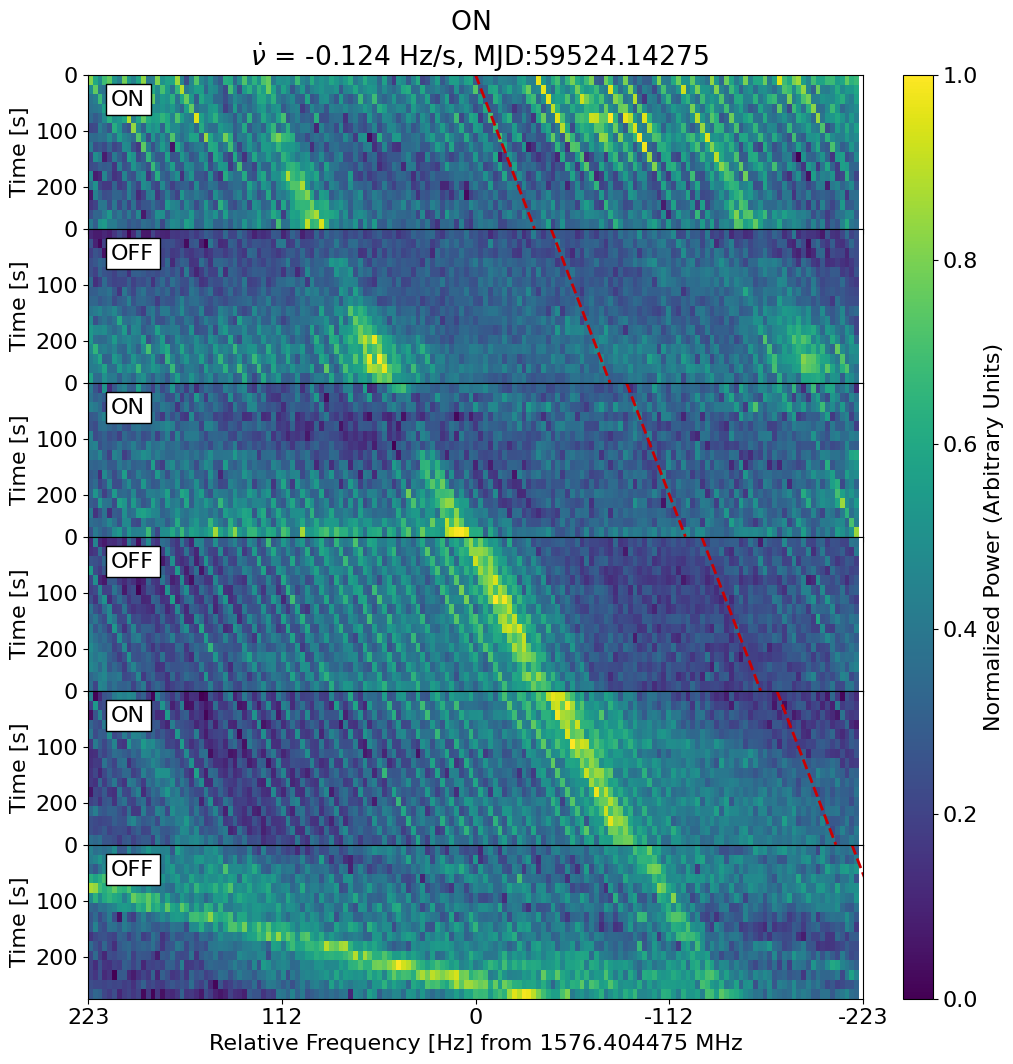 ON
ν̇ = -0.124 Hz/s, MJD:59524.14275
0
ON
100
Time [s]
200
0
OFF
100
Time [s]
200
0
ON
100
Time [s]
200
0
OFF
100
Time [s]
200
0
ON
100
Time [s]
200
0
OFF
100
Time [s]
200
223 112 0 -112 -223
Relative Frequency [Hz] from 1576.404475 MHz
1.0
0.8
0.6
0.4
0.2
0.0
Normalized Power (Arbitrary Units)